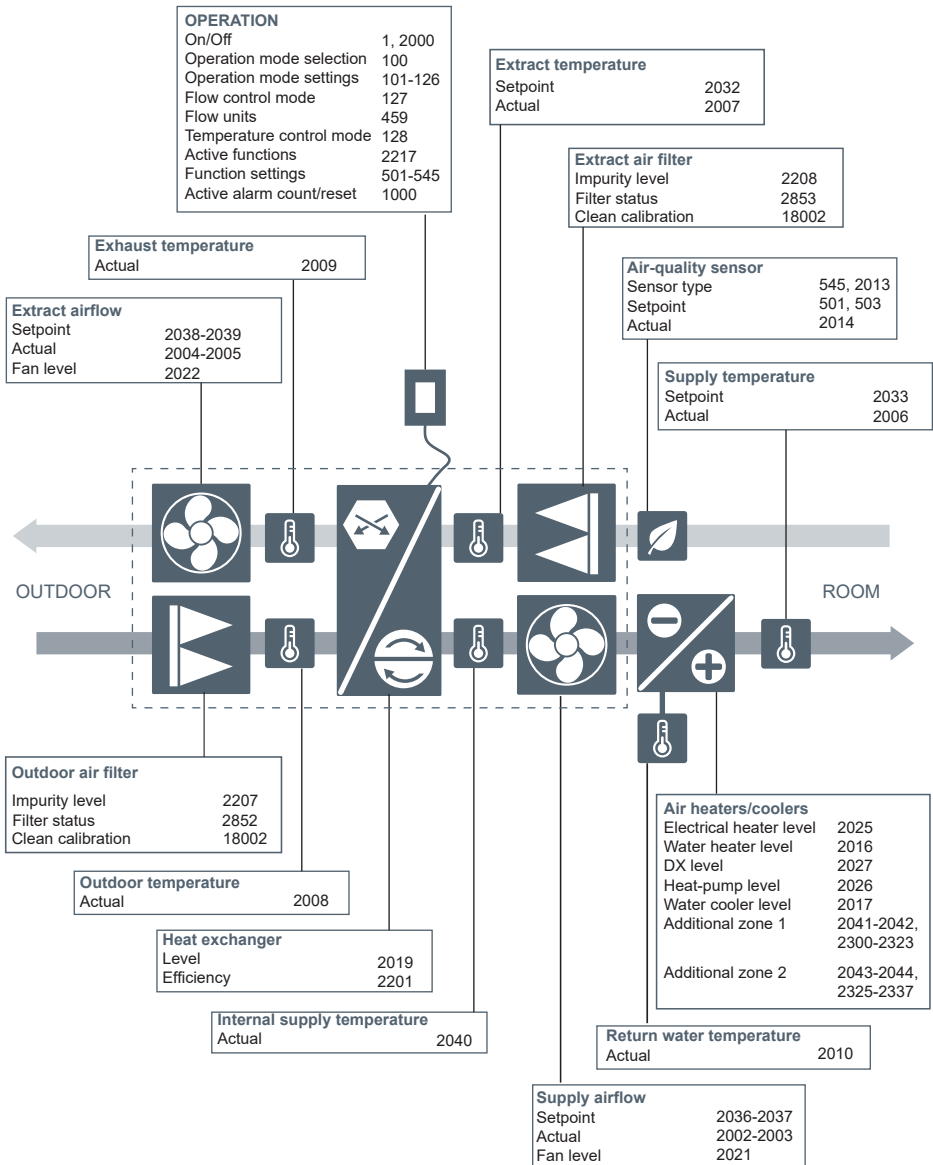 OPERATION
On/Off 1, 2000
Operation mode selection 100
Operation mode settings 101-126
Flow control mode 127
Flow units 459
Temperature control mode 128
Active functions 2217
Function settings 501-545
Active alarm count/reset 1000
Extract temperature
Setpoint 2032
Actual 2007
Extract air filter
Impurity level 2208
Filter status 2853
Clean calibration 18002
Exhaust temperature
Actual 2009
Air-quality sensor
Sensor type 545, 2013
Setpoint 501, 503
Actual 2014
Extract airflow
Setpoint 2038-2039
Actual 2004-2005
Fan level 2022
Supply temperature
Setpoint 2033
Actual 2006
OUTDOOR
ROOM
Outdoor air filter
Impurity level 2207
Filter status 2852
Clean calibration 18002
Air heaters/coolers
Electrical heater level 2025
Water heater level 2016
DX level 2027
Heat-pump level 2026
Water cooler level 2017
Additional zone 1 2041-2042,
2300-2323
Additional zone 2 2043-2044,
2325-2337
Outdoor temperature
Actual 2008
Heat exchanger
Level 2019
Efficiency 2201
Internal supply temperature
Actual 2040
Return water temperature
Actual 2010
Supply airflow
Setpoint 2036-2037
Actual 2002-2003
Fan level 2021